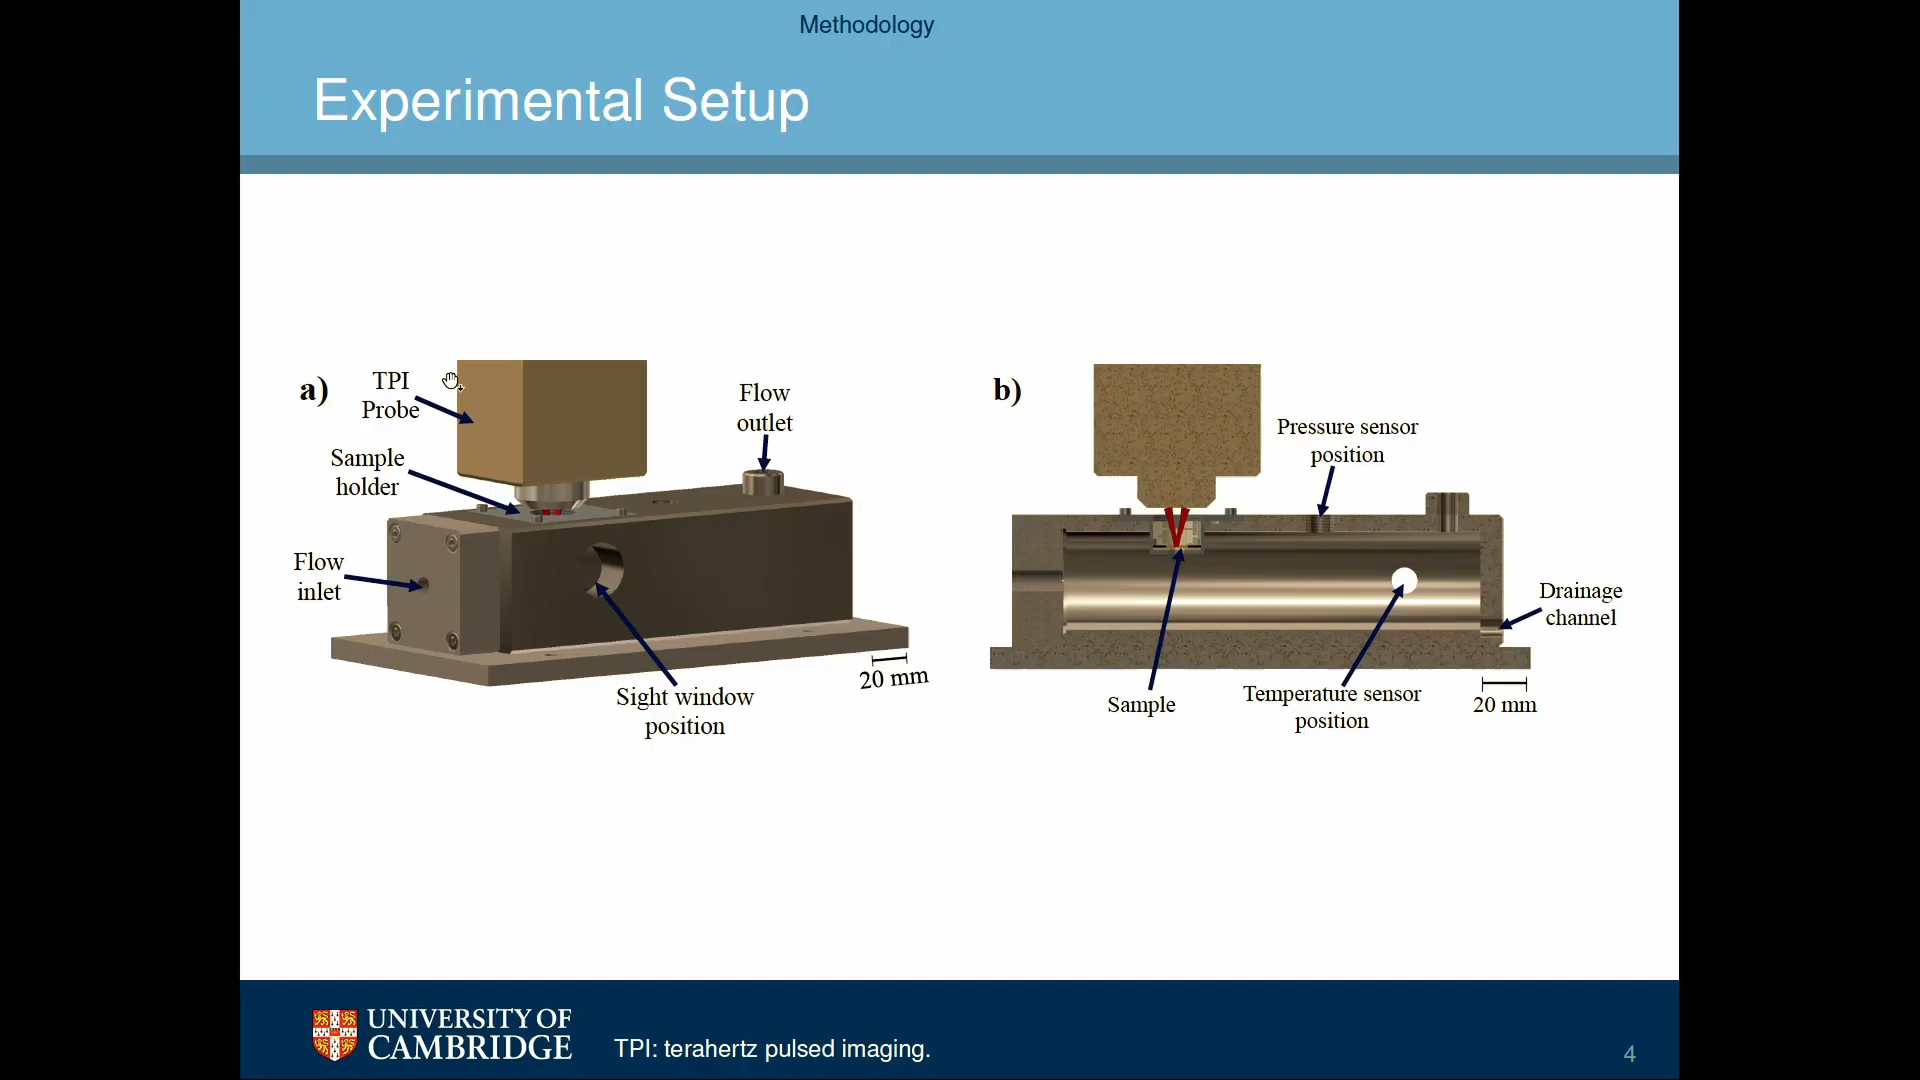 Methodology
Experimental Setup
a)
TPI
Probe
Sample
holder
Flow
inlet
Flow
outlet
Sight window
position
20 mm
b)
Pressure sensor
position
Drainage
channel
Sample
Temperature sensor
position
20 mm
UNIVERSITY OF
CAMBRIDGE
TPI: terahertz pulsed imaging.
4